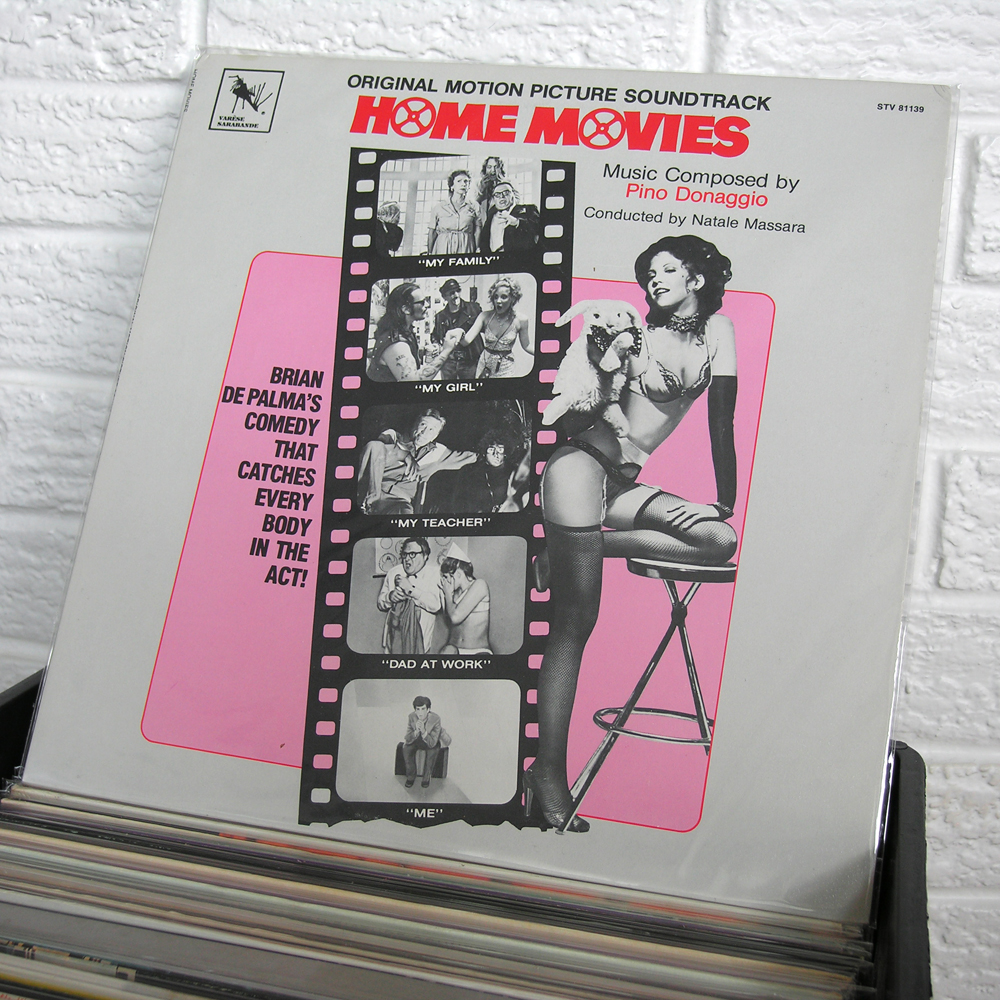 HOME MOVIES
VARÈSE
SARABANDE
ORIGINAL MOTION PICTURE SOUNDTRACK
STV 81139
HOME MOVIES
Music Composed by
Pino Donaggio
Conducted by Natale Massara
"MY FAMILY"
"MY GIRL"
BRIAN
DE PALMA'S
COMEDY
THAT
CATCHES
EVERY
BODY
IN THE
ACT!
"MY TEACHER"
"DAD AT WORK"
"ME"